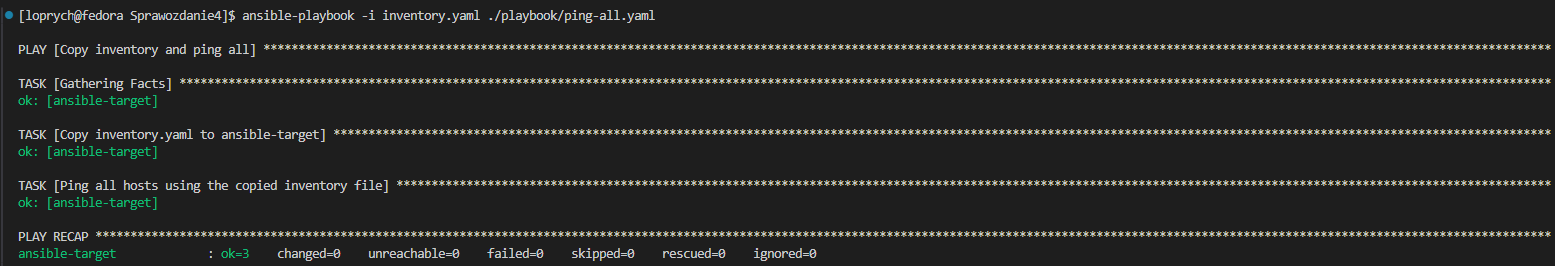 [loprych@fedora Sprawozdanie4]$ ansible-playbook -i inventory.yaml ./playbook/ping-all.yaml
PLAY [Copy inventory and ping all] ****************************************************************************************************************************************************************************************
TASK [Gathering Facts] ****************************************************************************************************************************************************************************************************
ok: [ansible-target]
TASK [Copy inventory.yaml to ansible-target] ******************************************************************************************************************************************************************************
ok: [ansible-target]
TASK [Ping all hosts using the copied inventory file] *********************************************************************************************************************************************************************
ok: [ansible-target]
PLAY RECAP ****************************************************************************************************************************************************************************************************************
ansible-target             : ok=3    changed=0    unreachable=0    failed=0    skipped=0    rescued=0    ignored=0